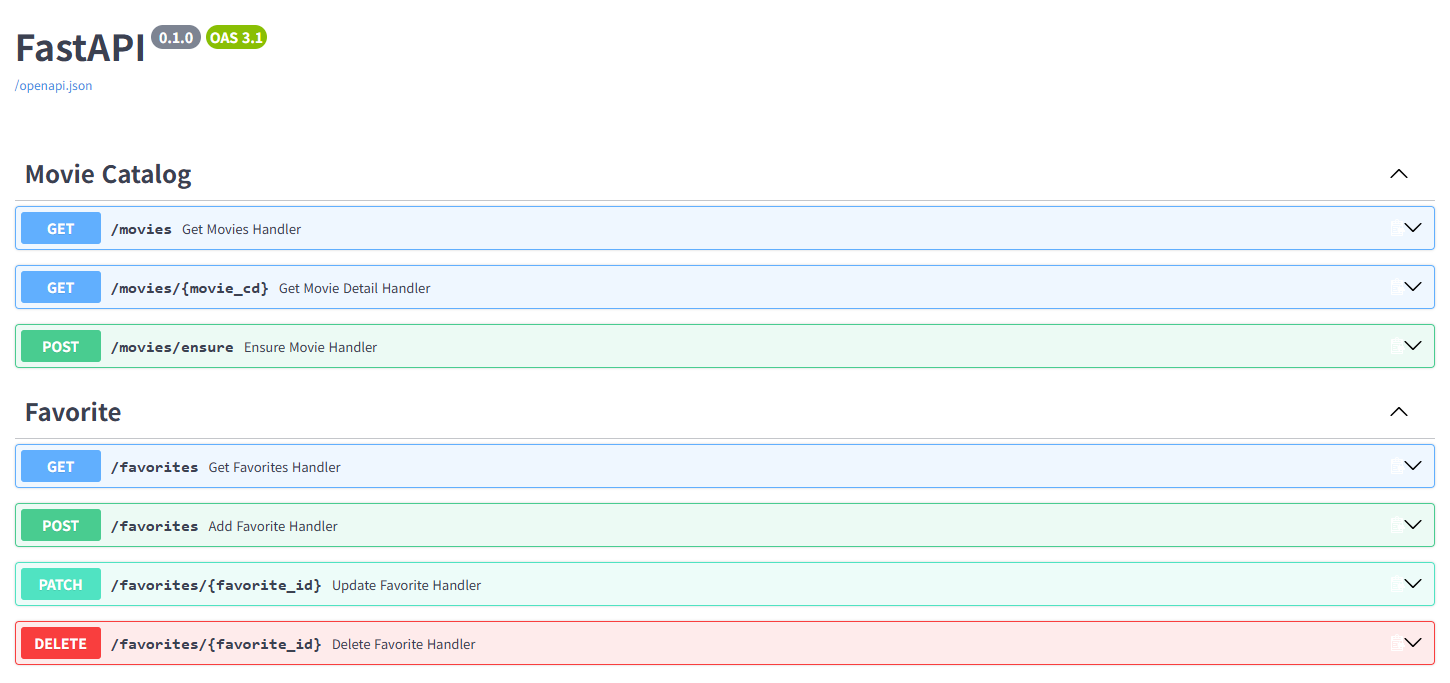 FastAPI 0.1.0 OAS 3.1
/openapi.json
Movie Catalog
GET /movies Get Movies Handler
GET /movies/{movie_cd} Get Movie Detail Handler
POST /movies/ensure Ensure Movie Handler
Favorite
GET /favorites Get Favorites Handler
POST /favorites Add Favorite Handler
PATCH /favorites/{favorite_id} Update Favorite Handler
DELETE /favorites/{favorite_id} Delete Favorite Handler